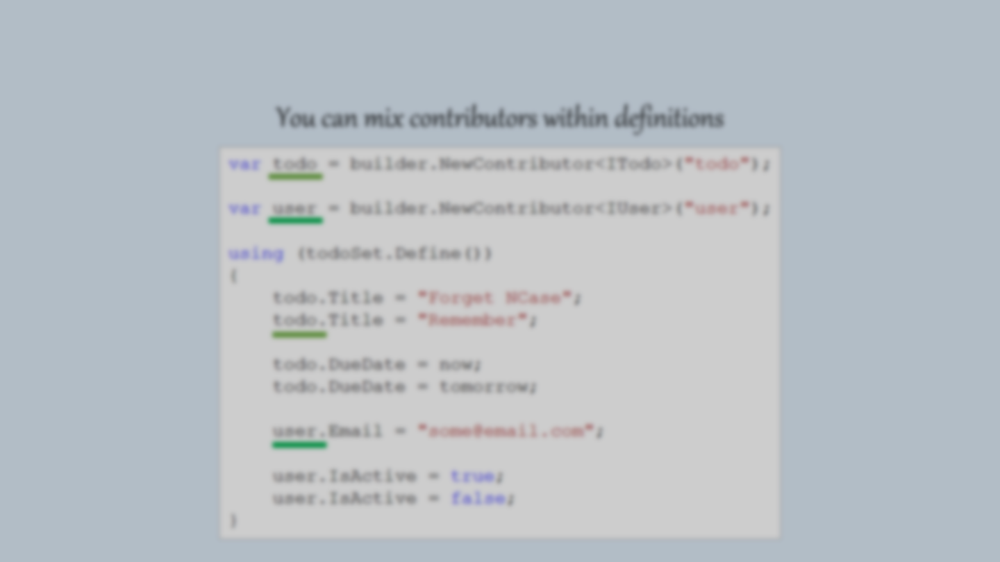 You can mix contributors within definitions
var todo = builder.NewContributor<ITodo>("todo");
var user = builder.NewContributor<IUser>("user");
using (todoSet.Define())
{
todo.Title = "Forget NCase";
todo.Title = "Remember";
todo.DueDate = now;
todo.DueDate = tomorrow;
user.Email = "some@email.com";
user.IsActive = true;
user.IsActive = false;
}